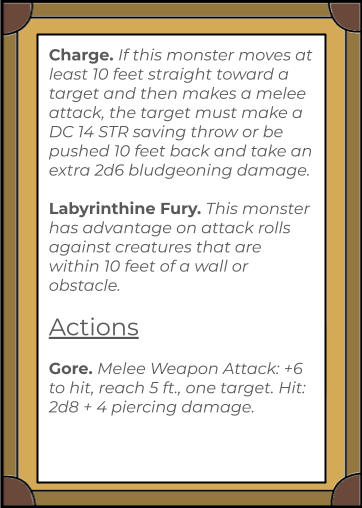 Charge. If this monster moves at
least 10 feet straight toward a
target and then makes a melee
attack, the target must make a
DC 14 STR saving throw or be
pushed 10 feet back and take an
extra 2d6 bludgeoning damage.
Labyrinthine Fury. This monster
has advantage on attack rolls
against creatures that are
within 10 feet of a wall or
obstacle.
Actions
Gore. Melee Weapon Attack: +6
to hit, reach 5 ft., one target. Hit:
2d8 + 4 piercing damage.